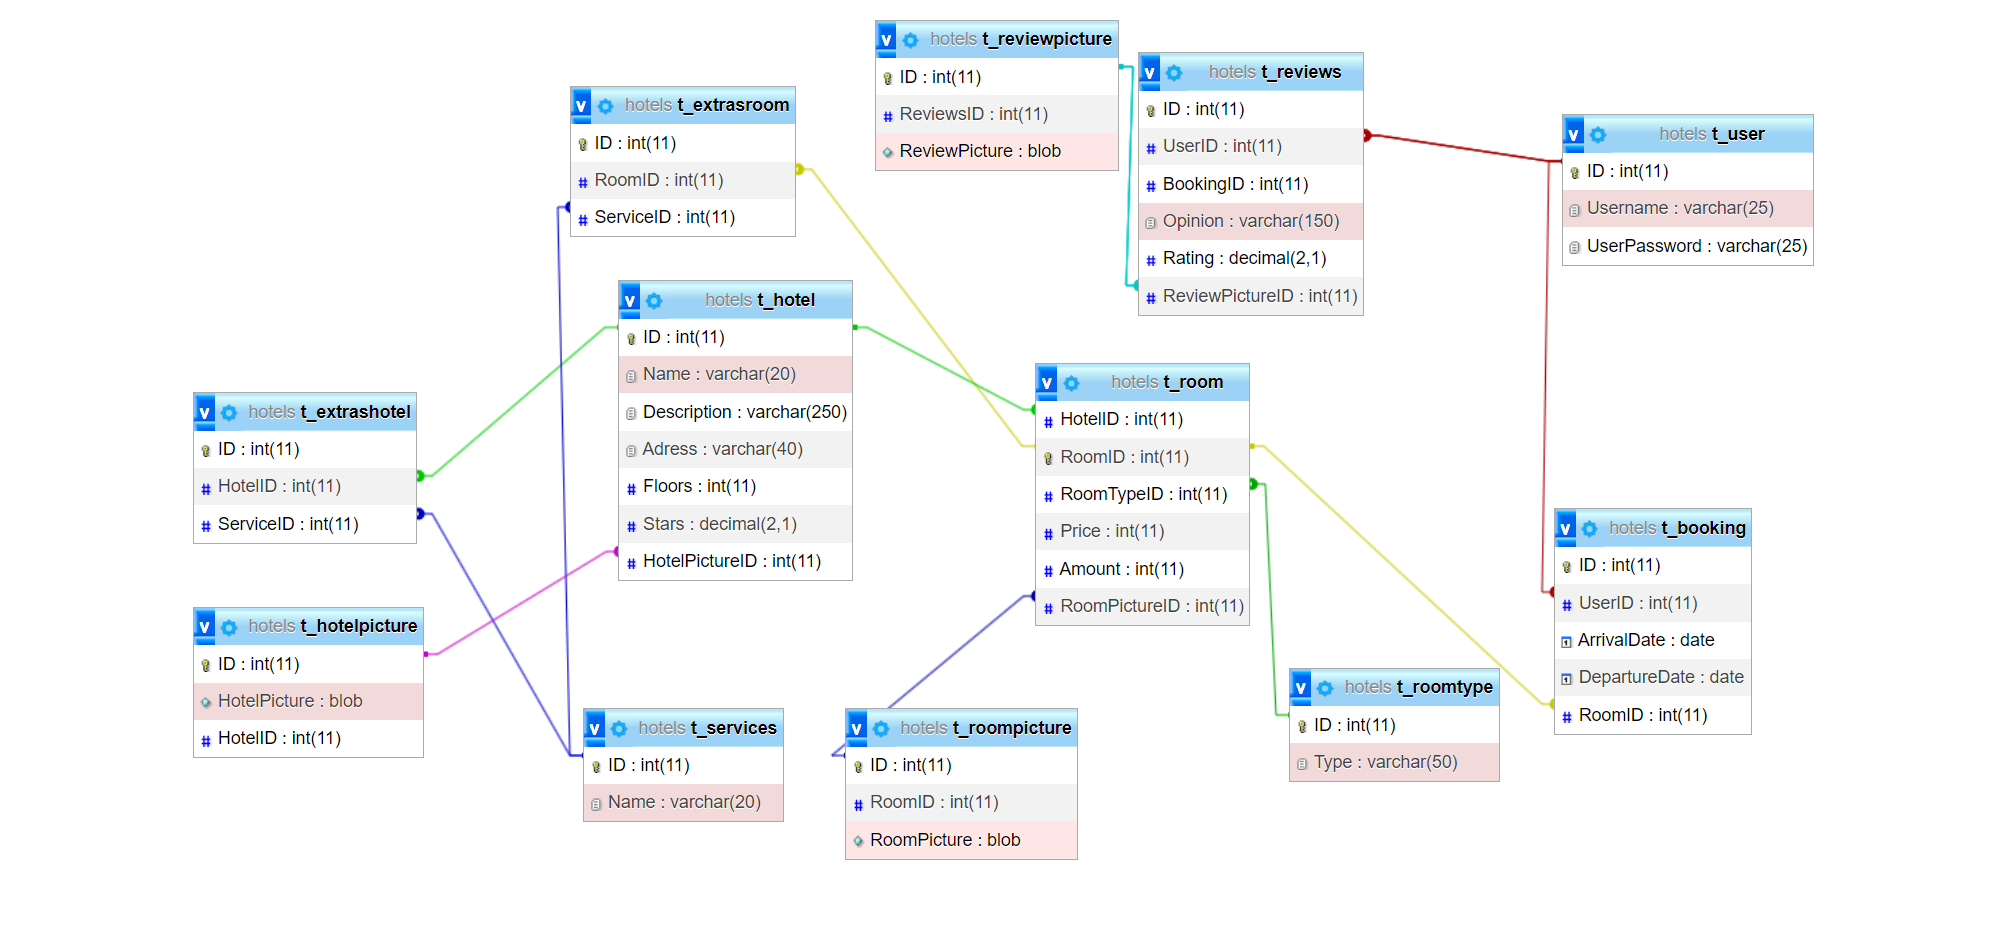 v hotels t_reviewpicture
ID : int(11)
ReviewsID : int(11)
ReviewPicture : blob
v hotels t_reviews
ID : int(11)
UserID : int(11)
BookingID : int(11)
Opinion : varchar(150)
Rating : decimal(2,1)
ReviewPictureID : int(11)
v hotels t_extrasroom
ID : int(11)
RoomID : int(11)
ServiceID : int(11)
v hotels t_user
ID : int(11)
Username : varchar(25)
UserPassword : varchar(25)
v hotels t_hotel
ID : int(11)
Name : varchar(20)
Description : varchar(250)
Adress : varchar(40)
Floors : int(11)
Stars : decimal(2,1)
HotelPictureID : int(11)
v hotels t_room
HotelID : int(11)
RoomID : int(11)
RoomTypeID : int(11)
Price : int(11)
Amount : int(11)
RoomPictureID : int(11)
v hotels t_extrashotel
ID : int(11)
HotelID : int(11)
ServiceID : int(11)
v hotels t_booking
ID : int(11)
UserID : int(11)
ArrivalDate : date
DepartureDate : date
RoomID : int(11)
v hotels t_hotelpicture
ID : int(11)
HotelPicture : blob
HotelID : int(11)
v hotels t_services
ID : int(11)
Name : varchar(20)
v hotels t_roompicture
ID : int(11)
RoomID : int(11)
RoomPicture : blob
v hotels t_roomtype
ID : int(11)
Type : varchar(50)